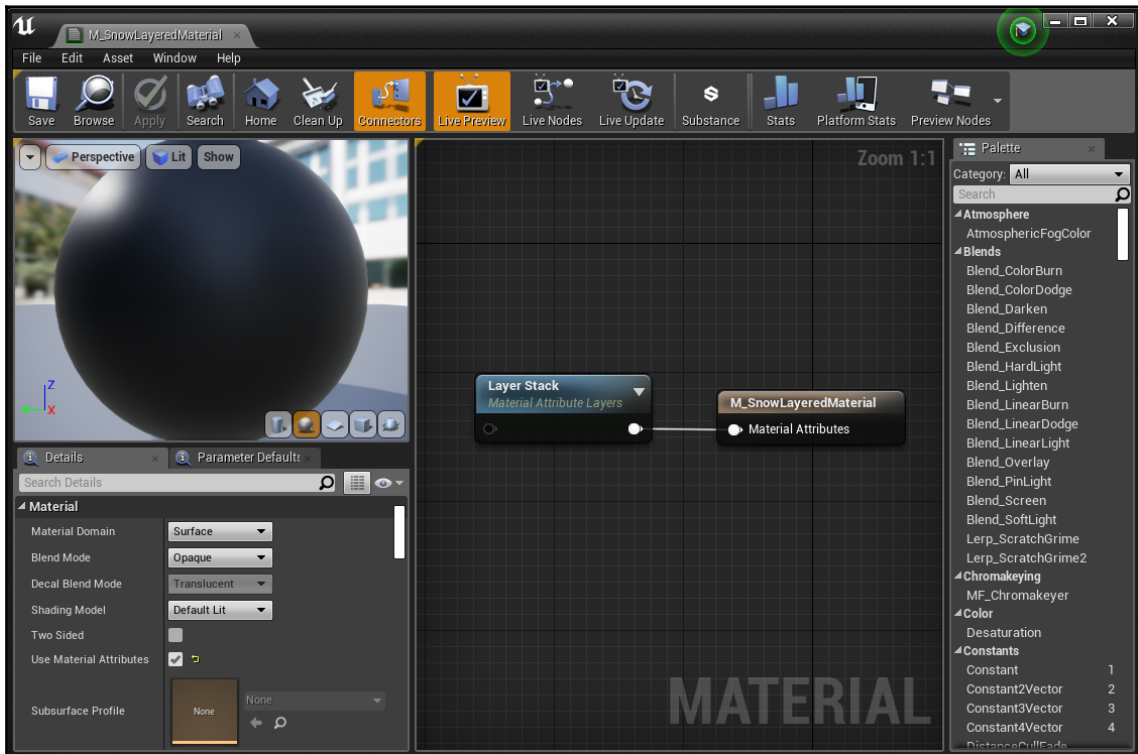 M_SnowLayeredMaterial
File Edit Asset Window Help
Save Browse Apply Search Home Clean Up Connectors Live Preview Live Nodes Live Update Substance Stats Platform Stats Preview Nodes
Perspective Lit Show
Z
Y X
Zoom 1:1
Layer Stack
Material Attribute Layers
M_SnowLayeredMaterial
Material Attributes
MATERIAL
Details Parameter Defaults
Search Details
Material
Material Domain Surface
Blend Mode Opaque
Decal Blend Mode Translucent
Shading Model Default Lit
Two Sided
Use Material Attributes
Subsurface Profile None None
Palette
Category: All
Search
Atmosphere
AtmosphericFogColor
Blends
Blend_ColorBurn
Blend_ColorDodge
Blend_Darken
Blend_Difference
Blend_Exclusion
Blend_HardLight
Blend_Lighten
Blend_LinearBurn
Blend_LinearDodge
Blend_LinearLight
Blend_Overlay
Blend_PinLight
Blend_Screen
Blend_SoftLight
Lerp_ScratchGrime
Lerp_ScratchGrime2
Chromakeying
MF_Chromakeyer
Color
Desaturation
Constants
Constant 1
Constant2Vector 2
Constant3Vector 3
Constant4Vector 4
DistanceCullFade